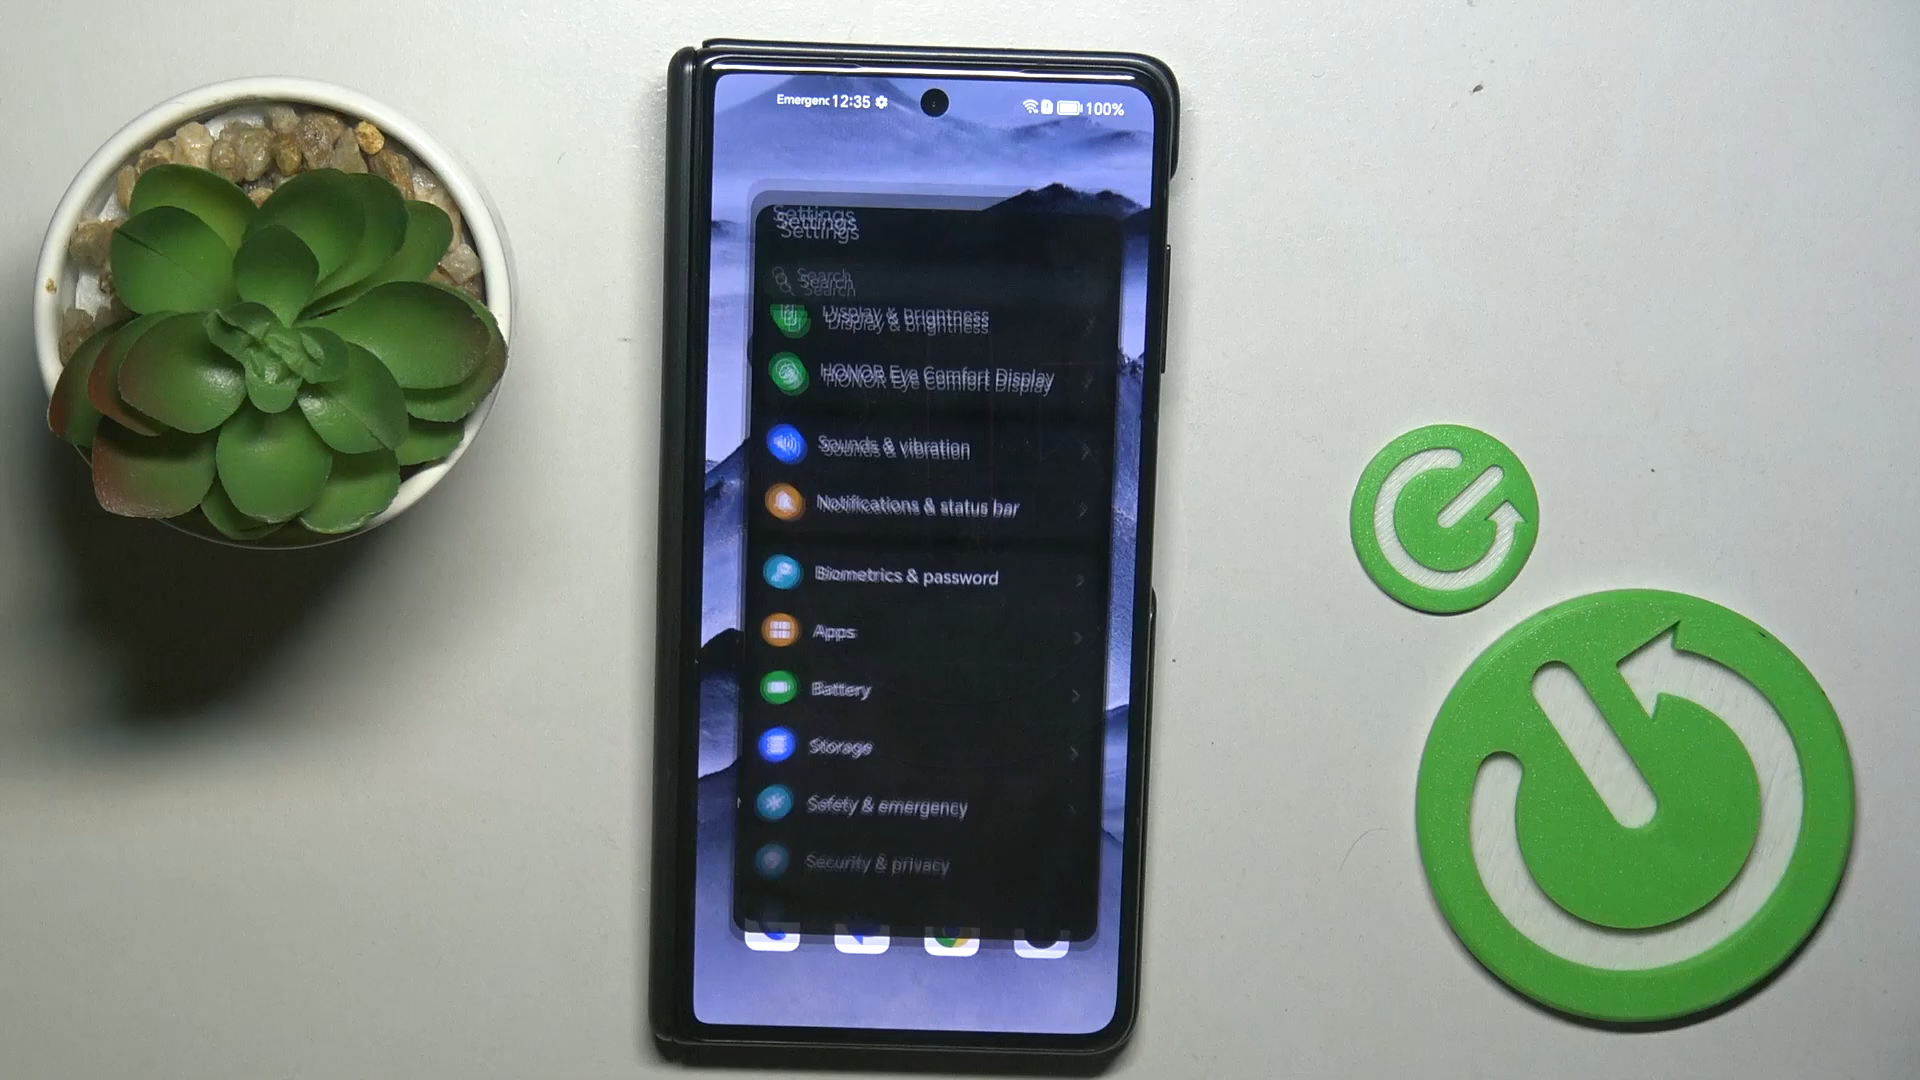 Emergenc 12:35
100%
Settings
Search
Display & brightness
HONOR Eye Comfort Display
Sounds & vibration
Notifications & status bar
Biometrics & password
Apps
Battery
Storage
Safety & emergency
Security & privacy